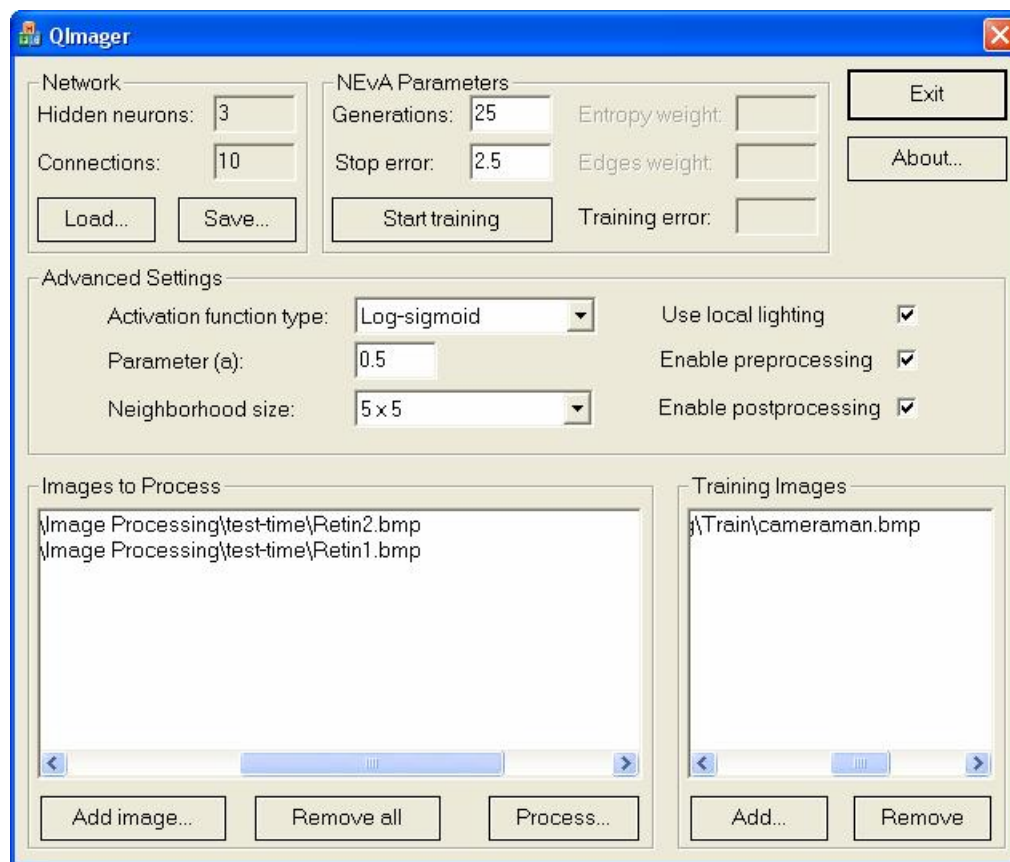 QImager
Network
Hidden neurons: 3
Connections: 10
Load... Save...
NEvA Parameters
Generations: 25 Entropy weight:
Stop error: 2.5 Edges weight:
Start training Training error:
Exit
About...
Advanced Settings
Activation function type: Log-sigmoid Use local lighting
Parameter (a): 0.5 Enable preprocessing
Neighborhood size: 5 x 5 Enable postprocessing
Images to Process
\Image Processing\test-time\Retin2.bmp
\Image Processing\test-time\Retin1.bmp
Add image... Remove all Process...
Training Images
g\Train\cameraman.bmp
Add... Remove